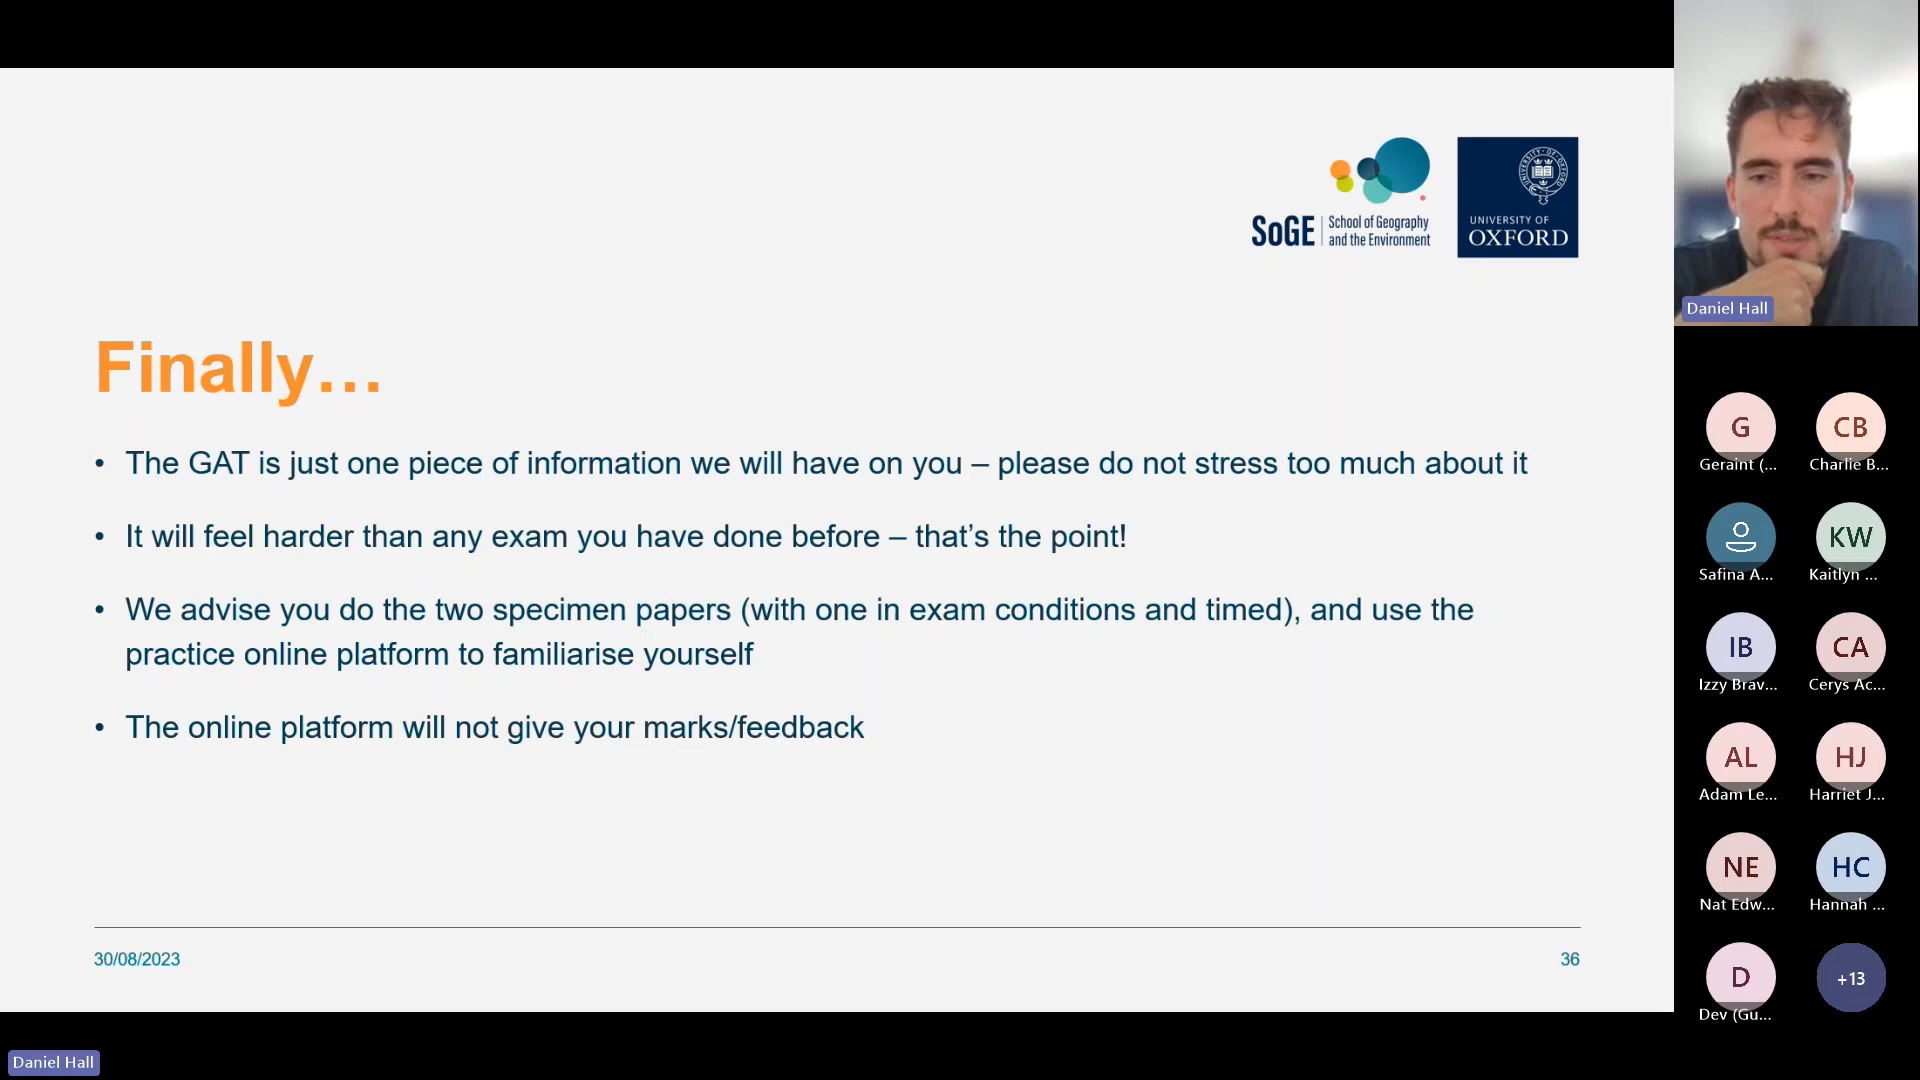 SoGE
School of Geography
and the Environment
UNIVERSITY OF
OXFORD
Finally...
• The GAT is just one piece of information we will have on you – please do not stress too much about it
• It will feel harder than any exam you have done before – that’s the point!
• We advise you do the two specimen papers (with one in exam conditions and timed), and use the
practice online platform to familiarise yourself
• The online platform will not give your marks/feedback
30/08/2023
36
Daniel Hall
Daniel Hall
G
Geraint (...
CB
Charlie B...
Safina A...
KW
Kaitlyn ...
IB
Izzy Brav...
CA
Cerys Ac...
AL
Adam Le...
HJ
Harriet J...
NE
Nat Edw...
HC
Hannah ...
D
Dev (Gu...
+13